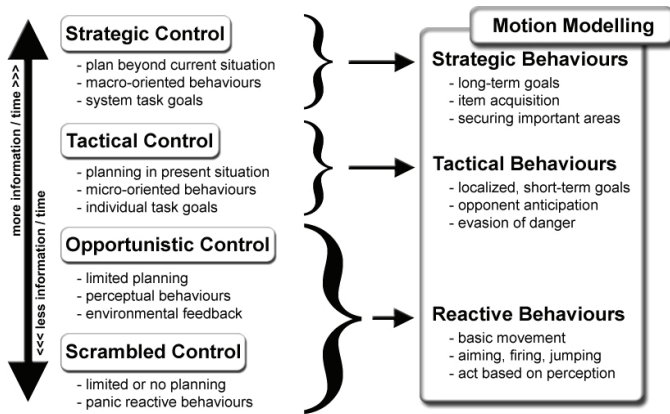 more information / time >>>
<<< less information / time
Strategic Control
- plan beyond current situation
- macro-oriented behaviours
- system task goals
Tactical Control
- planning in present situation
- micro-oriented behaviours
- individual task goals
Opportunistic Control
- limited planning
- perceptual behaviours
- environmental feedback
Scrambled Control
- limited or no planning
- panic reactive behaviours
Motion Modelling
Strategic Behaviours
- long-term goals
- item acquisition
- securing important areas
Tactical Behaviours
- localized, short-term goals
- opponent anticipation
- evasion of danger
Reactive Behaviours
- basic movement
- aiming, firing, jumping
- act based on perception